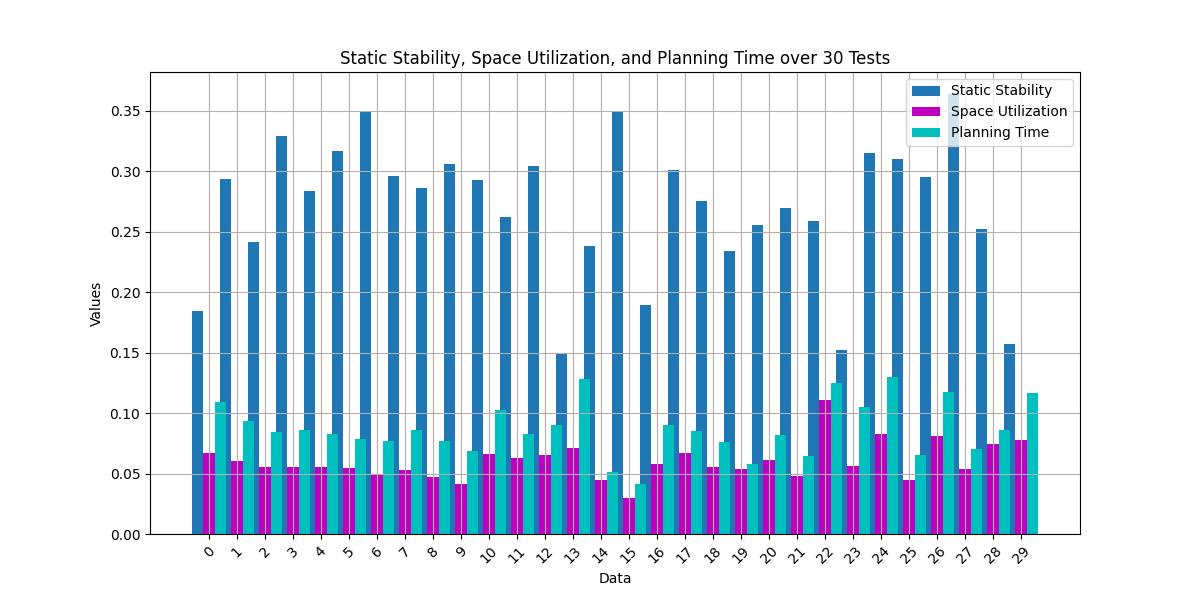 Static Stability, Space Utilization, and Planning Time over 30 Tests
Static Stability
Space Utilization
Planning Time
Values
0.35
0.30
0.25
0.20
0.15
0.10
0.05
0.00
0 1 2 3 4 5 6 7 8 9 10 11 12 13 14 15 16 17 18 19 20 21 22 23 24 25 26 27 28 29
Data